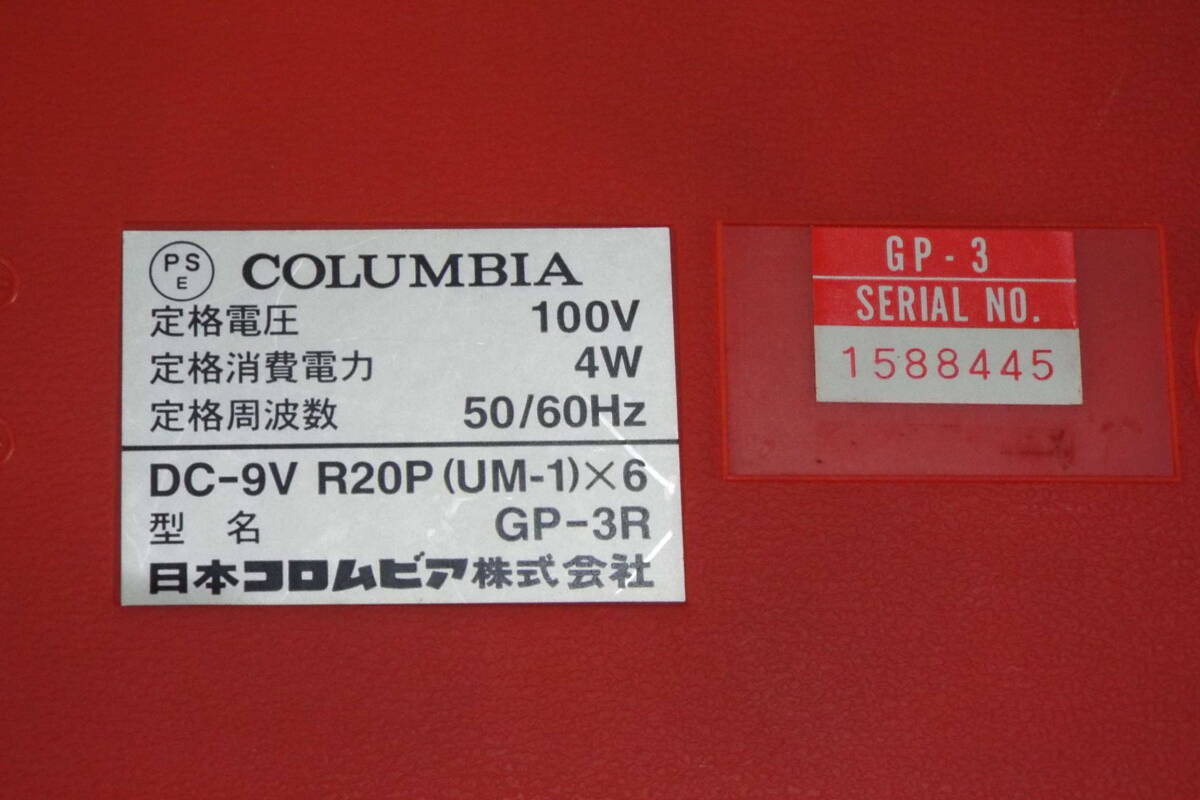 PS
E
COLUMBIA
定格電圧 100V
定格消費電力 4W
定格周波数 50/60Hz
DC-9V R20P(UM-1)×6
型 名 GP-3R
日本コロムビア株式会社
GP-3
SERIAL NO.
1588445